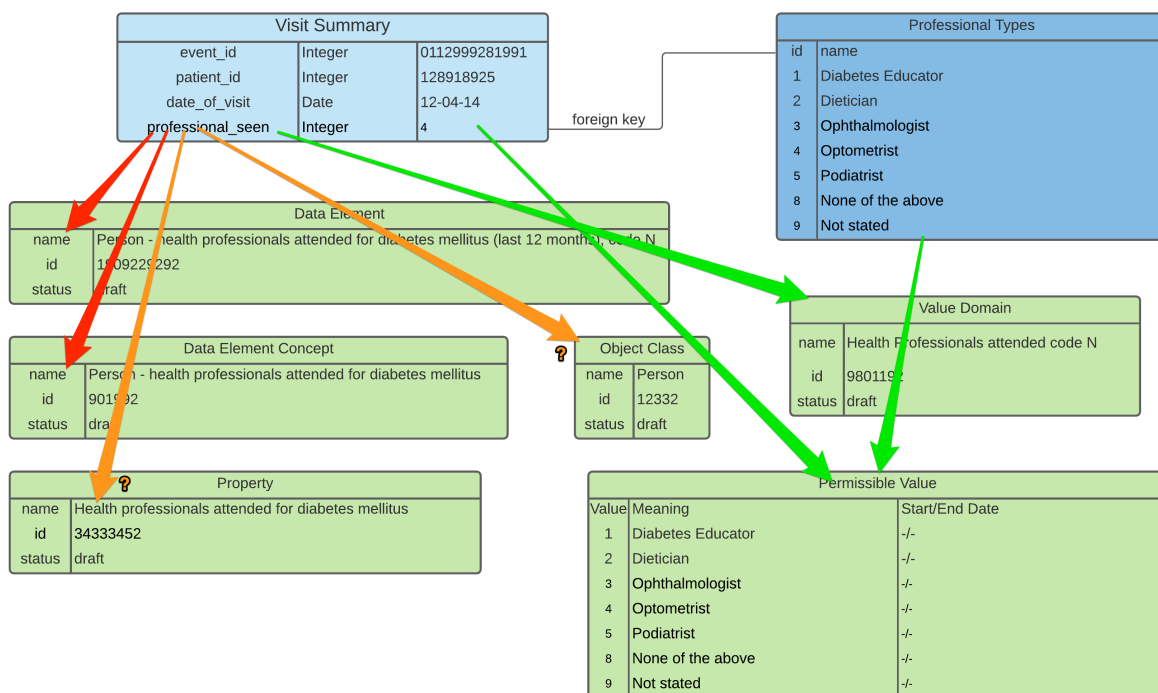 Visit Summary
event_id Integer 0112999281991
patient_id Integer 128918925
date_of_visit Date 12-04-14
professional_seen Integer 4
foreign key
Professional Types
id name
1 Diabetes Educator
2 Dietician
3 Ophthalmologist
4 Optometrist
5 Podiatrist
8 None of the above
9 Not stated
Data Element
name Person - health professionals attended for diabetes mellitus (last 12 months), code N
id 1809229292
status draft
Data Element Concept
name Person - health professionals attended for diabetes mellitus
id 901992
status draft
?
Object Class
name Person
id 12332
status draft
Value Domain
name Health Professionals attended code N
id 9801192
status draft
?
Property
name Health professionals attended for diabetes mellitus
id 34333452
status draft
Permissible Value
Value Meaning Start/End Date
1 Diabetes Educator -/-
2 Dietician -/-
3 Ophthalmologist -/-
4 Optometrist -/-
5 Podiatrist -/-
8 None of the above -/-
9 Not stated -/-